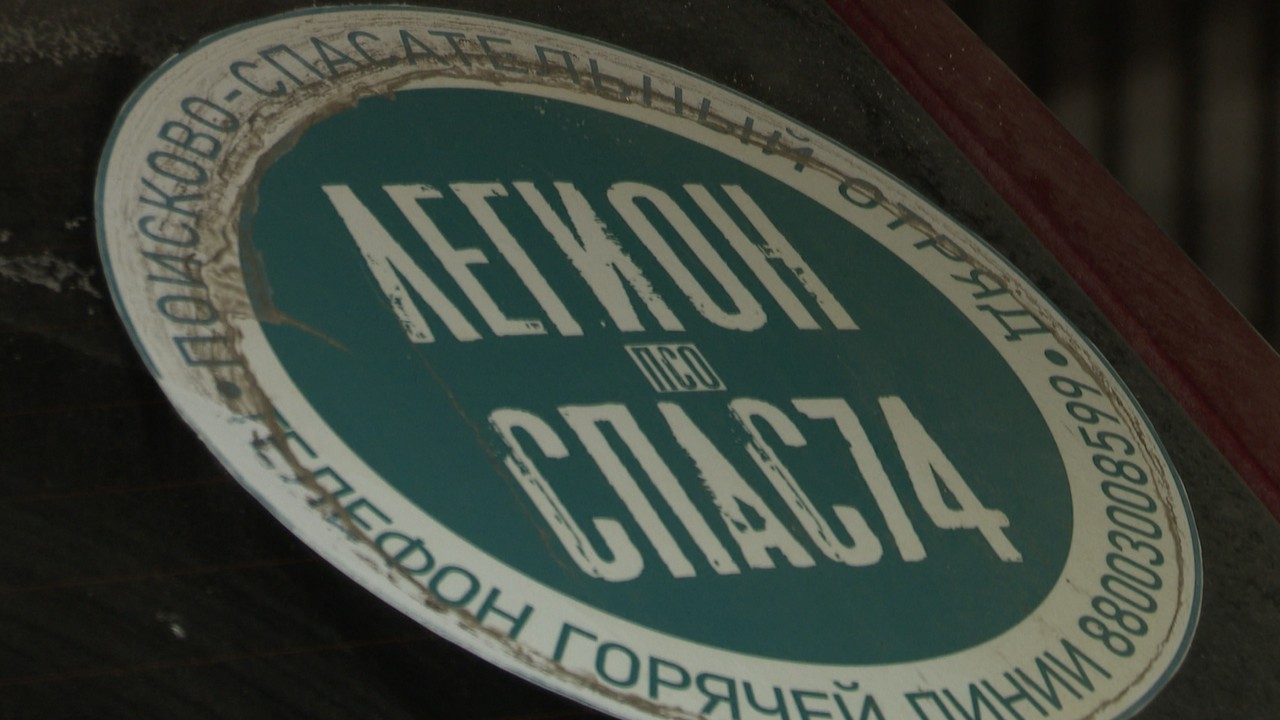 • ПОИСКОВО-СПАСАТЕЛЬНЫЙ ОТРЯД •
ЛЕГИОН
ПСО
СПАС74
ТЕЛЕФОН ГОРЯЧЕЙ ЛИНИИ 88003008599